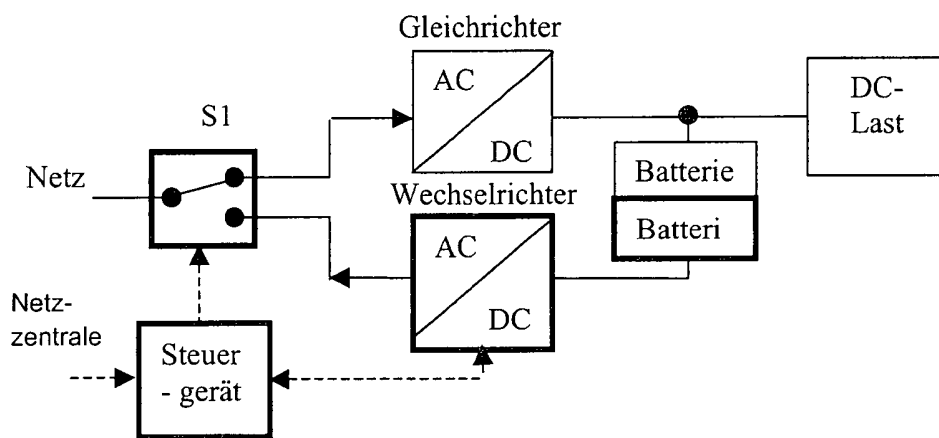 Gleichrichter
AC
DC
DC-
Last
S1
Netz
Batterie
Batteri
Wechselrichter
AC
DC
Netz-
zentrale
Steuer
- gerät